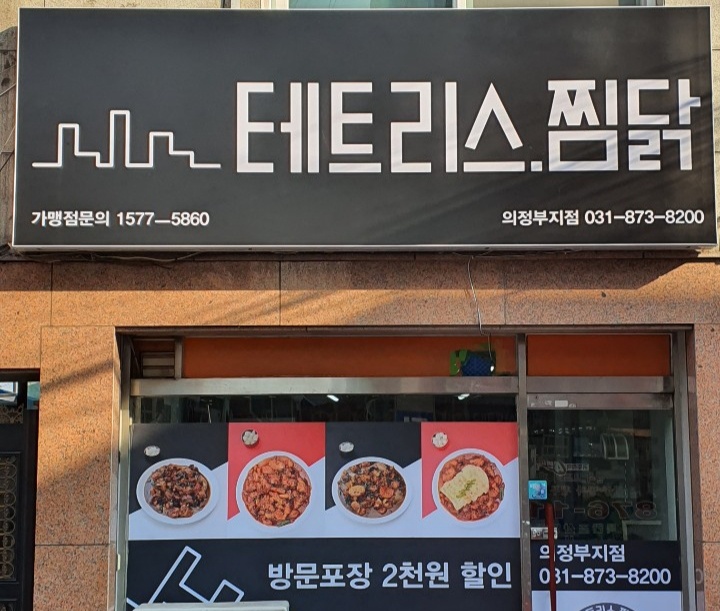 테트리스.찜닭
가맹점문의 1577-5860
의정부지점 031-873-8200
방문포장 2천원 할인
의정부지점
031-873-8200